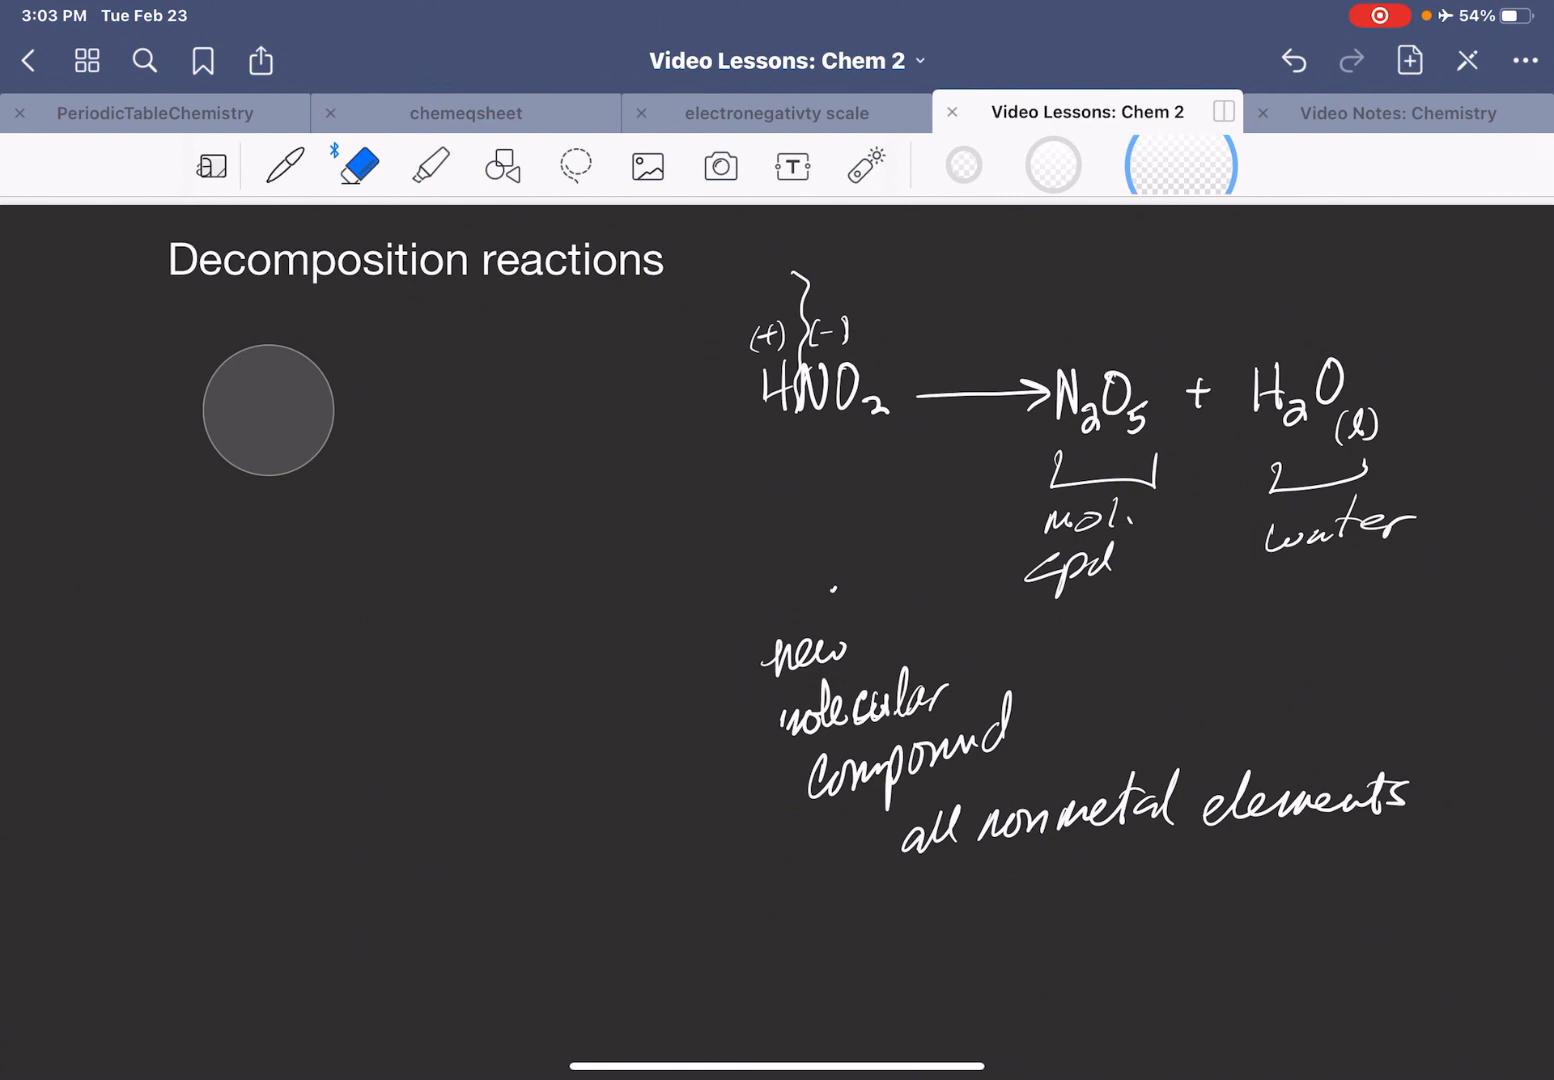 3:03 PM Tue Feb 23
54%
Video Lessons: Chem 2
PeriodicTableChemistry
chemeqsheet
electronegativty scale
Video Lessons: Chem 2
Video Notes: Chemistry
Decomposition reactions
(+) (-)
HNO₂ ⟶ N₂O₅ + H₂O(l)
mol. water
cpd
new
molecular
compound
all nonmetal elements